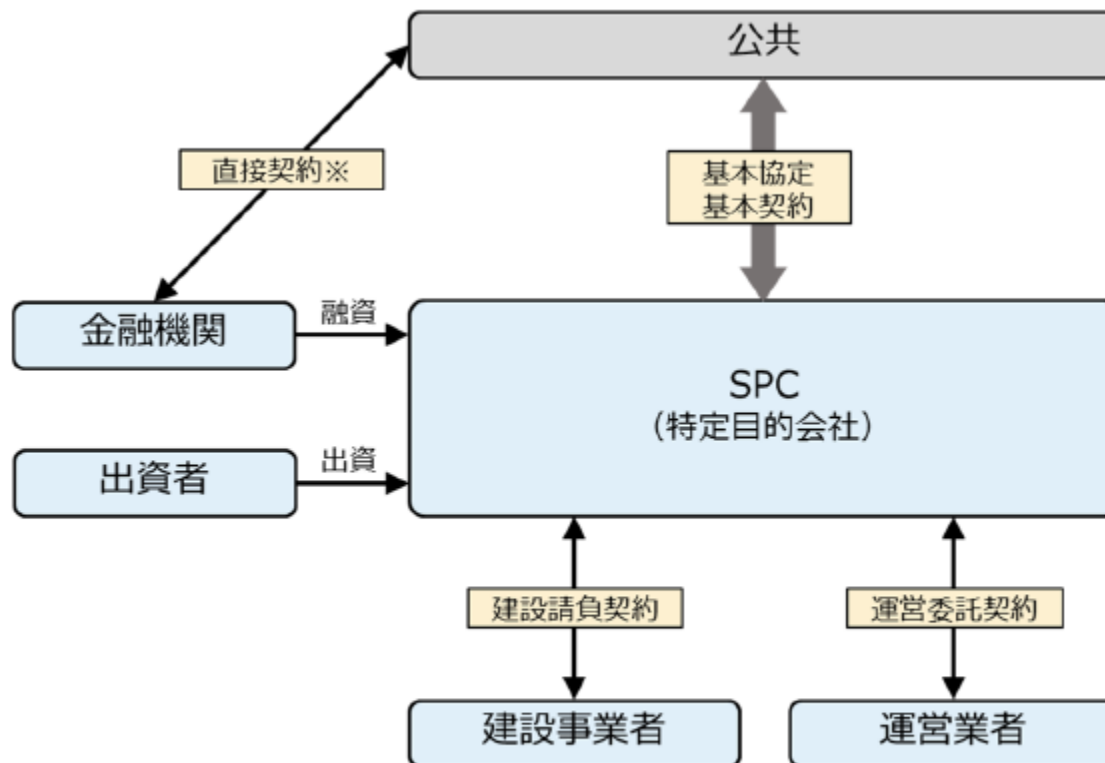 公共
直接契約※
基本協定
基本契約
金融機関
融資
SPC
（特定目的会社）
出資者
出資
建設請負契約
運営委託契約
建設事業者
運営業者